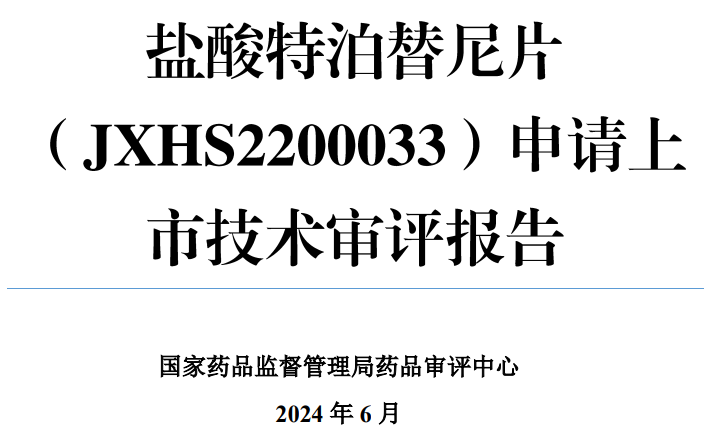 盐酸特泊替尼片
（JXHS2200033）申请上
市技术审评报告
国家药品监督管理局药品审评中心
2024 年 6 月